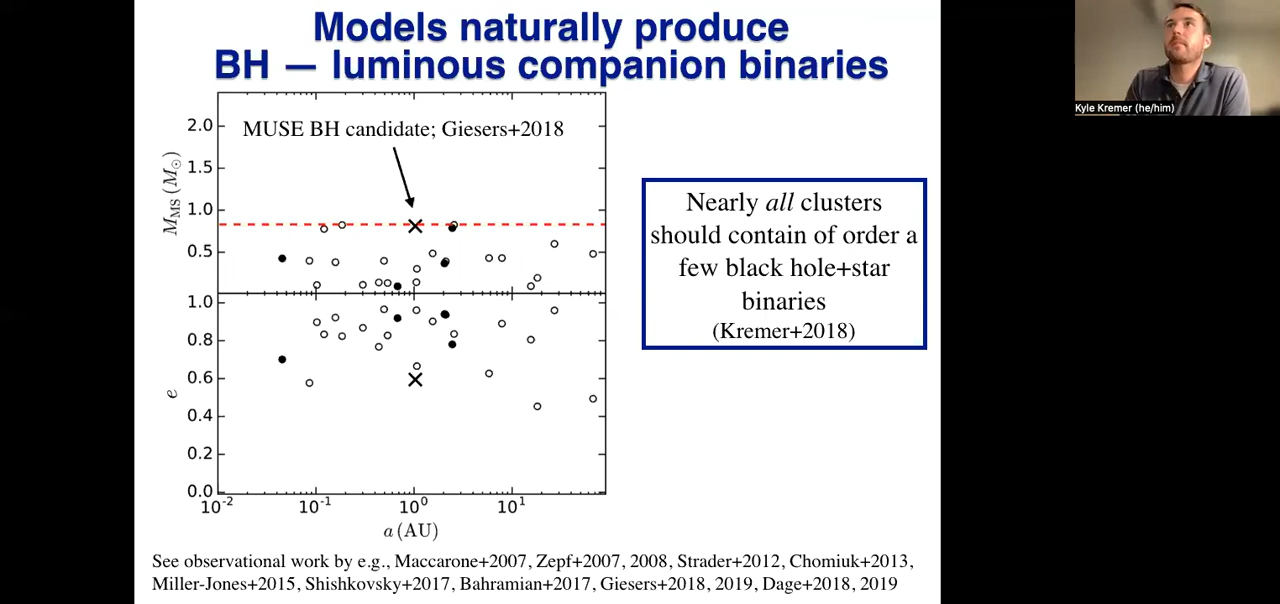 Models naturally produce
BH — luminous companion binaries
Kyle Kremer (he/him)
MUSE BH candidate; Giesers+2018
M_MS (M_⊙)
2.0
1.5
1.0
0.5
1.0
0.8
0.6
0.4
0.2
0.0
e
10^-2
10^-1
10^0
10^1
a (AU)
Nearly all clusters
should contain of order a
few black hole+star
binaries
(Kremer+2018)
See observational work by e.g., Maccarone+2007, Zepf+2007, 2008, Strader+2012, Chomiuk+2013,
Miller-Jones+2015, Shishkovsky+2017, Bahramian+2017, Giesers+2018, 2019, Dage+2018, 2019